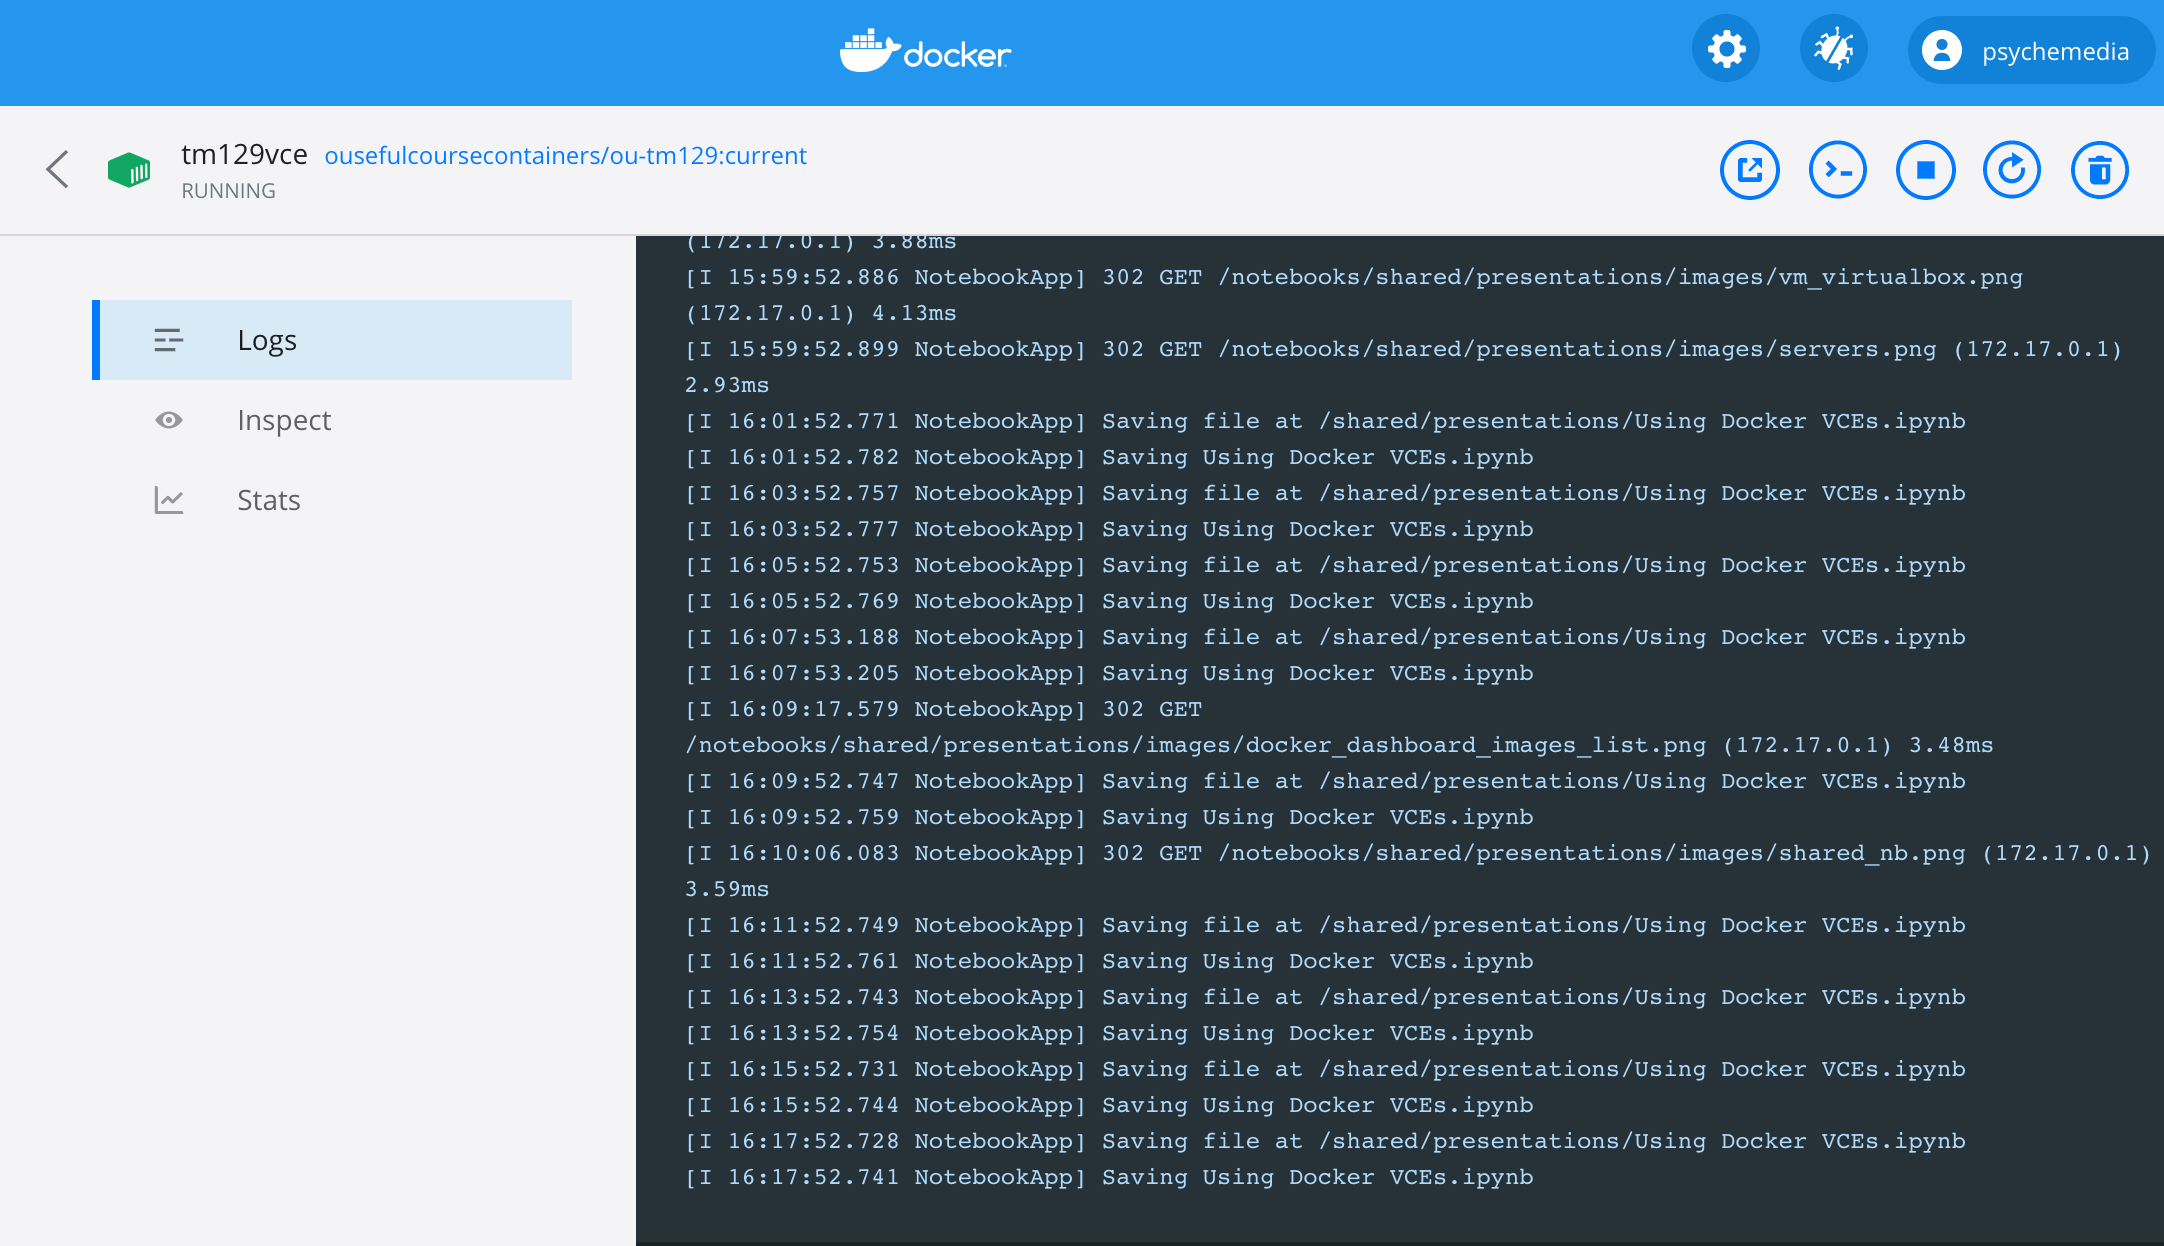 docker
psychemedia
tm129vce ousefulcoursecontainers/ou-tm129:current
RUNNING
Logs
Inspect
Stats
(172.17.0.1) 3.88ms
[I 15:59:52.886 NotebookApp] 302 GET /notebooks/shared/presentations/images/vm_virtualbox.png
(172.17.0.1) 4.13ms
[I 15:59:52.899 NotebookApp] 302 GET /notebooks/shared/presentations/images/servers.png (172.17.0.1)
2.93ms
[I 16:01:52.771 NotebookApp] Saving file at /shared/presentations/Using Docker VCEs.ipynb
[I 16:01:52.782 NotebookApp] Saving Using Docker VCEs.ipynb
[I 16:03:52.757 NotebookApp] Saving file at /shared/presentations/Using Docker VCEs.ipynb
[I 16:03:52.777 NotebookApp] Saving Using Docker VCEs.ipynb
[I 16:05:52.753 NotebookApp] Saving file at /shared/presentations/Using Docker VCEs.ipynb
[I 16:05:52.769 NotebookApp] Saving Using Docker VCEs.ipynb
[I 16:07:53.188 NotebookApp] Saving file at /shared/presentations/Using Docker VCEs.ipynb
[I 16:07:53.205 NotebookApp] Saving Using Docker VCEs.ipynb
[I 16:09:17.579 NotebookApp] 302 GET
/notebooks/shared/presentations/images/docker_dashboard_images_list.png (172.17.0.1) 3.48ms
[I 16:09:52.747 NotebookApp] Saving file at /shared/presentations/Using Docker VCEs.ipynb
[I 16:09:52.759 NotebookApp] Saving Using Docker VCEs.ipynb
[I 16:10:06.083 NotebookApp] 302 GET /notebooks/shared/presentations/images/shared_nb.png (172.17.0.1)
3.59ms
[I 16:11:52.749 NotebookApp] Saving file at /shared/presentations/Using Docker VCEs.ipynb
[I 16:11:52.761 NotebookApp] Saving Using Docker VCEs.ipynb
[I 16:13:52.743 NotebookApp] Saving file at /shared/presentations/Using Docker VCEs.ipynb
[I 16:13:52.754 NotebookApp] Saving Using Docker VCEs.ipynb
[I 16:15:52.731 NotebookApp] Saving file at /shared/presentations/Using Docker VCEs.ipynb
[I 16:15:52.744 NotebookApp] Saving Using Docker VCEs.ipynb
[I 16:17:52.728 NotebookApp] Saving file at /shared/presentations/Using Docker VCEs.ipynb
[I 16:17:52.741 NotebookApp] Saving Using Docker VCEs.ipynb